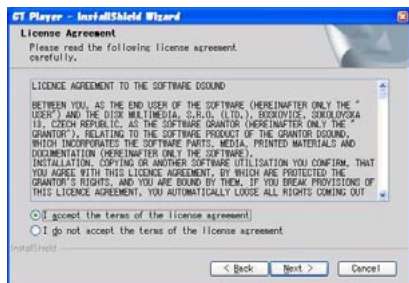 GT Player - InstallShield Wizard
License Agreement
Please read the following license agreement
carefully.
LICENCE AGREEMENT TO THE SOFTWARE DSOUND
BETWEEN YOU, AS THE END USER OF THE SOFTWARE (HEREINAFTER ONLY THE "
USER") AND THE DISK MULTIMEDIA, S.R.O. (LTD.), BOSKOVICE, SOKOLOVSKA
13, CZECH REPUBLIC, AS THE SOFTWARE GRANTOR (HEREINAFTER ONLY THE "
GRANTOR"), RELATING TO THE SOFTWARE PRODUCT OF THE GRANTOR DSOUND,
WHICH INCORPORATES THE SOFTWARE PARTS, MEDIA, PRINTED MATERIALS AND
DOCUMENTATION (HEREINAFTER ONLY THE SOFTWARE).
INSTALLATION, COPYING OR ANOTHER SOFTWARE UTILISATION YOU CONFIRM, THAT
YOU AGREE WITH THIS LICENCE AGREEMENT, BY WHICH ARE PROTECTED THE
GRANTOR'S RIGHTS, AND YOU ARE BOUND BY THEM. IF YOU BREAK PROVISIONS OF
THIS LICENCE AGREEMENT, YOU AUTOMATICALLY LOOSE ALL RIGHTS COMING OUT
I accept the terms of the license agreement
I do not accept the terms of the license agreement
InstallShield
< Back Next > Cancel